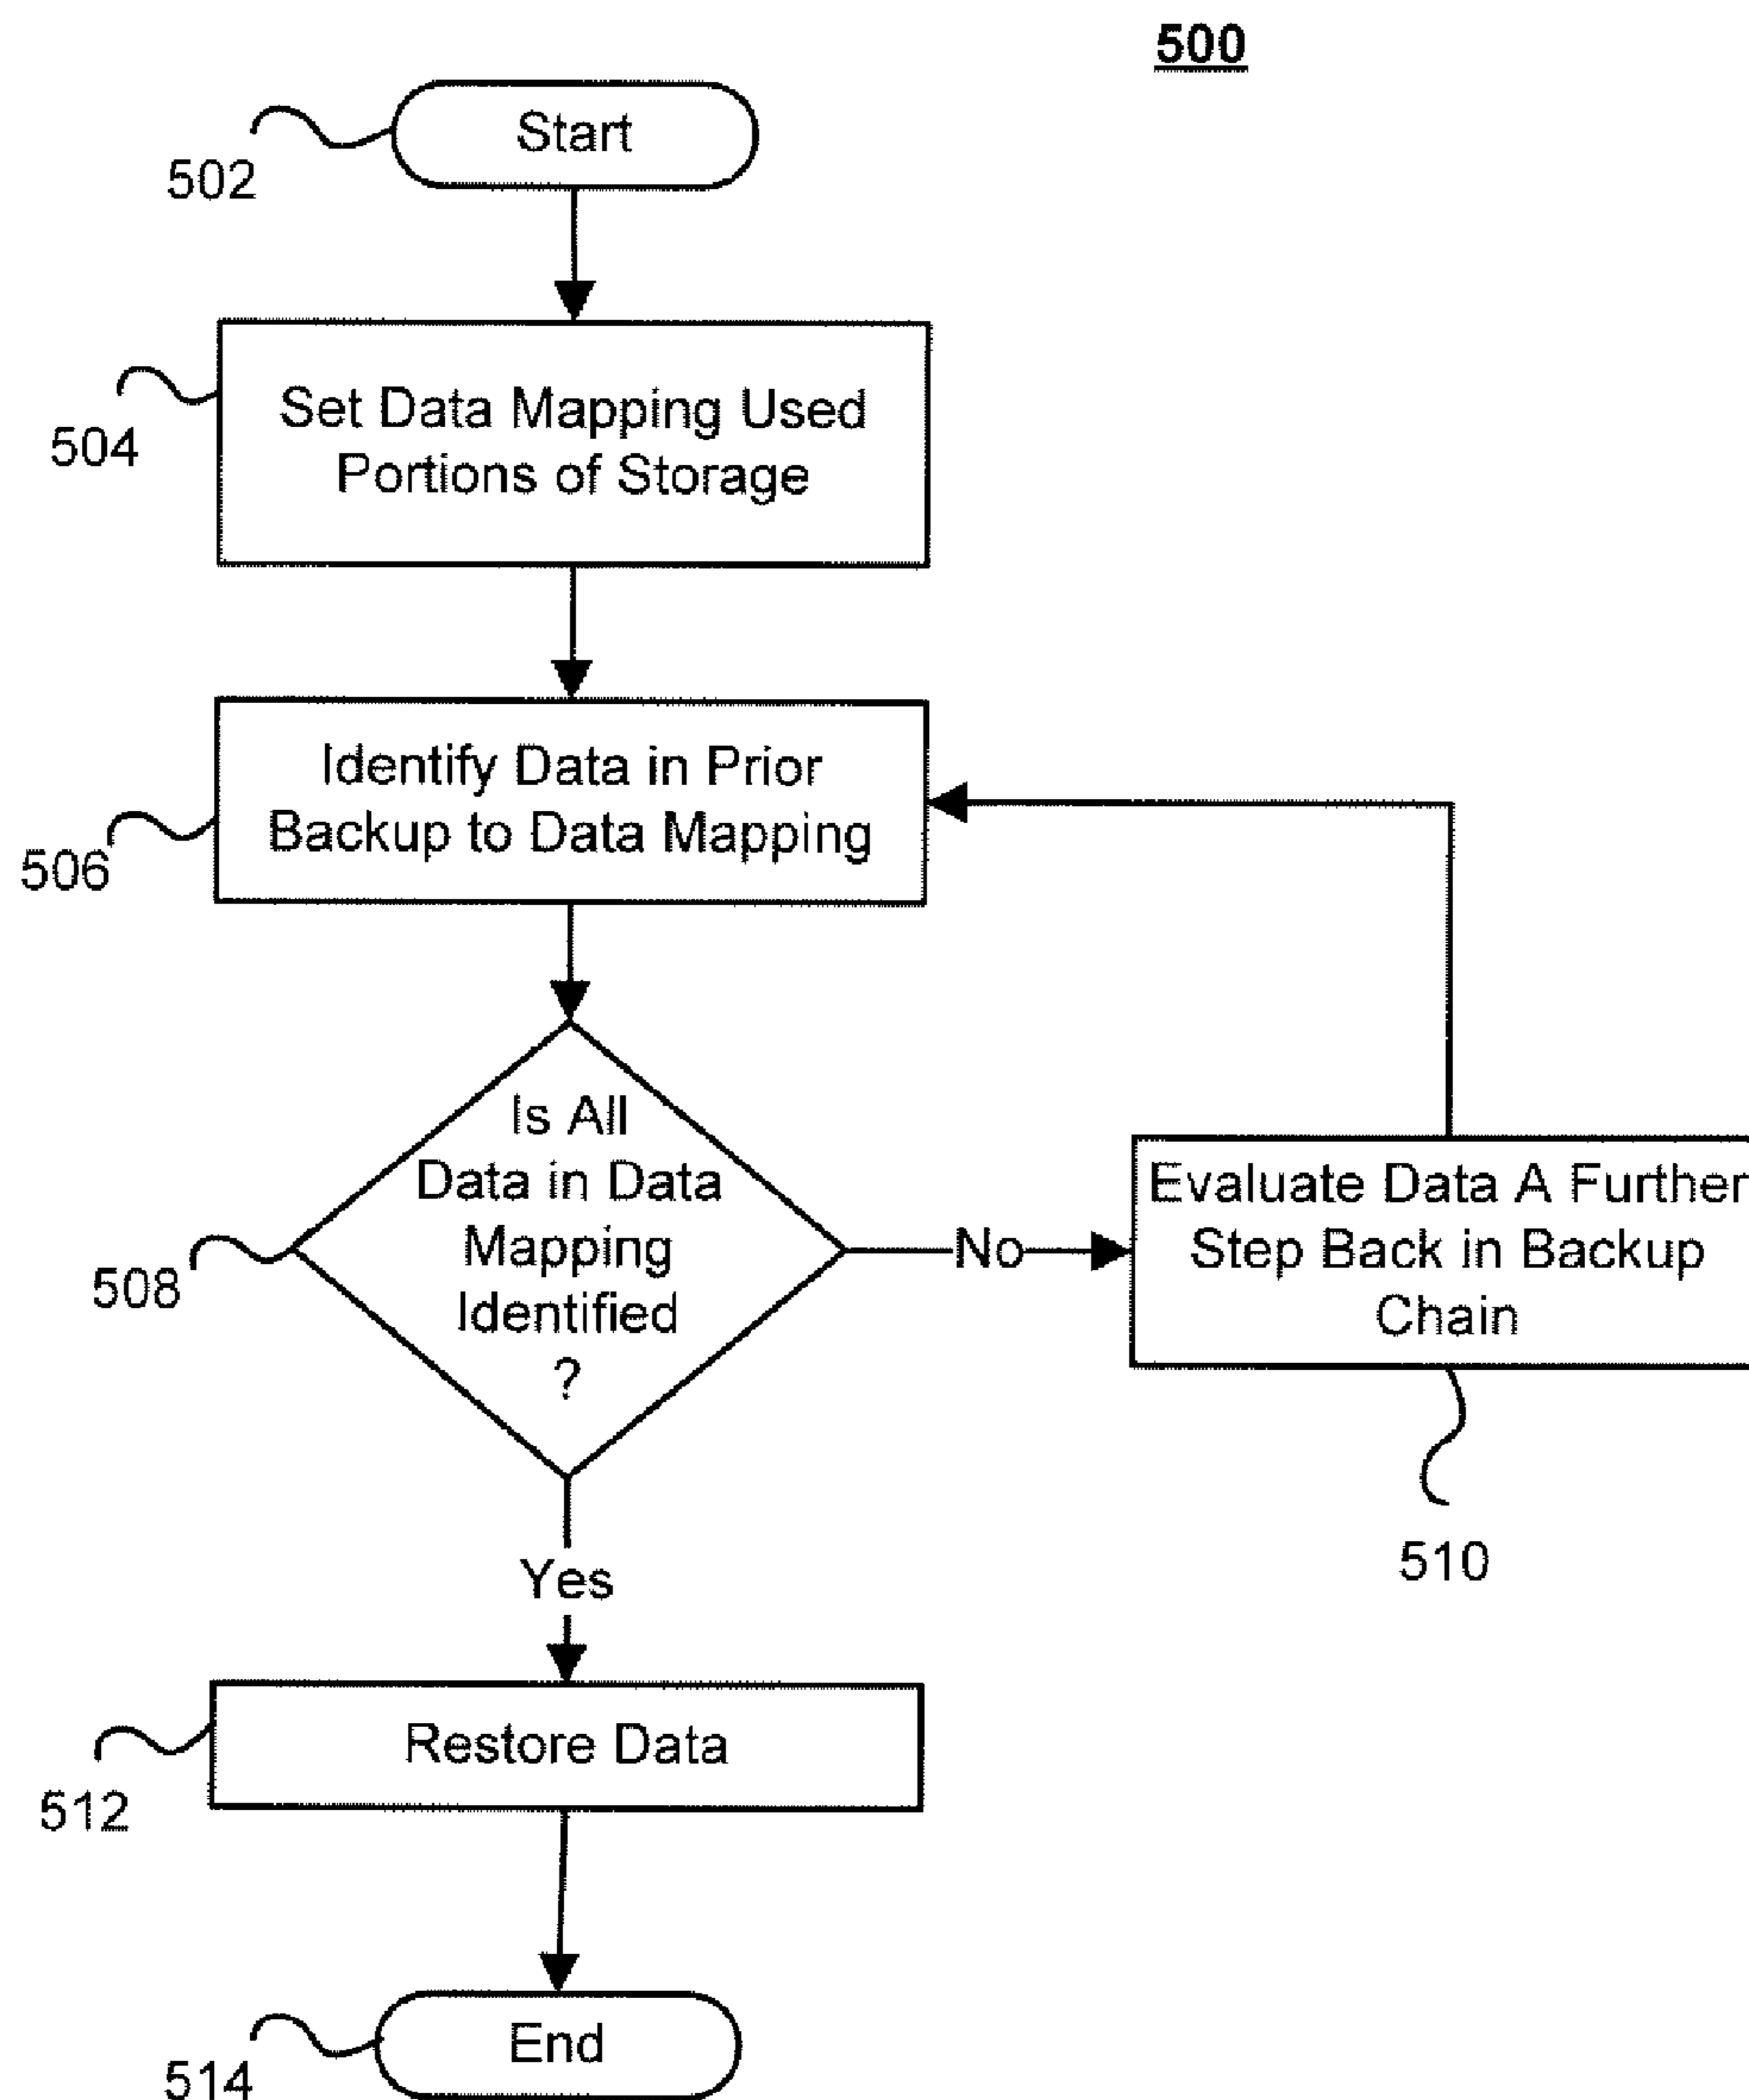 500
Start
502
Set Data Mapping Used
Portions of Storage
504
Identify Data in Prior
Backup to Data Mapping
506
Is All
Data in Data
Mapping
Identified
?
508
No
Evaluate Data A Further
Step Back in Backup
Chain
510
Yes
Restore Data
512
End
514